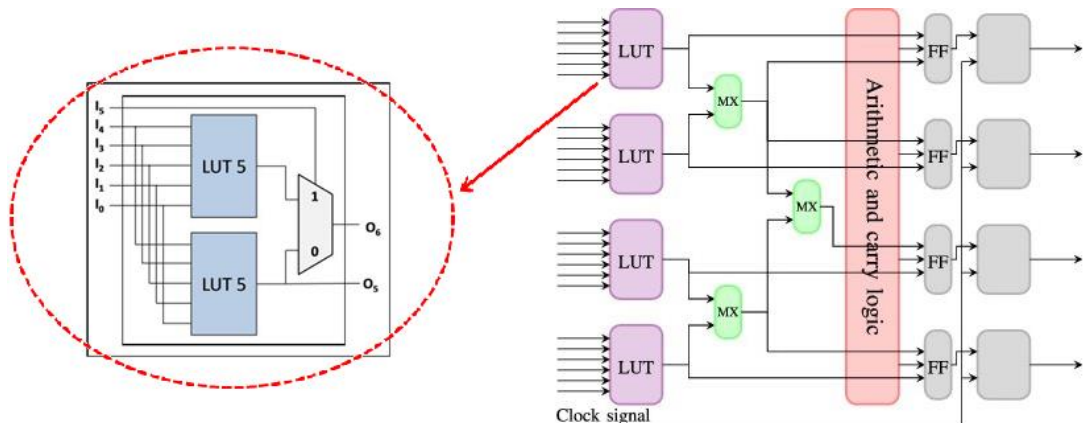 I₅
I₄
I₃
I₂
I₁
I₀
LUT 5
LUT 5
1
0
O₆
O₅
LUT
LUT
LUT
LUT
MX
MX
MX
Arithmetic and carry logic
FF
FF
FF
FF
Clock signal